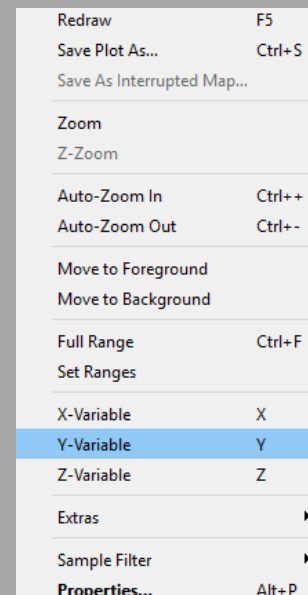 Redraw F5
Save Plot As... Ctrl+S
Save As Interrupted Map...
Zoom
Z-Zoom
Auto-Zoom In Ctrl++
Auto-Zoom Out Ctrl+-
Move to Foreground
Move to Background
Full Range Ctrl+F
Set Ranges
X-Variable X
Y-Variable Y
Z-Variable Z
Extras
Sample Filter
Properties... Alt+P